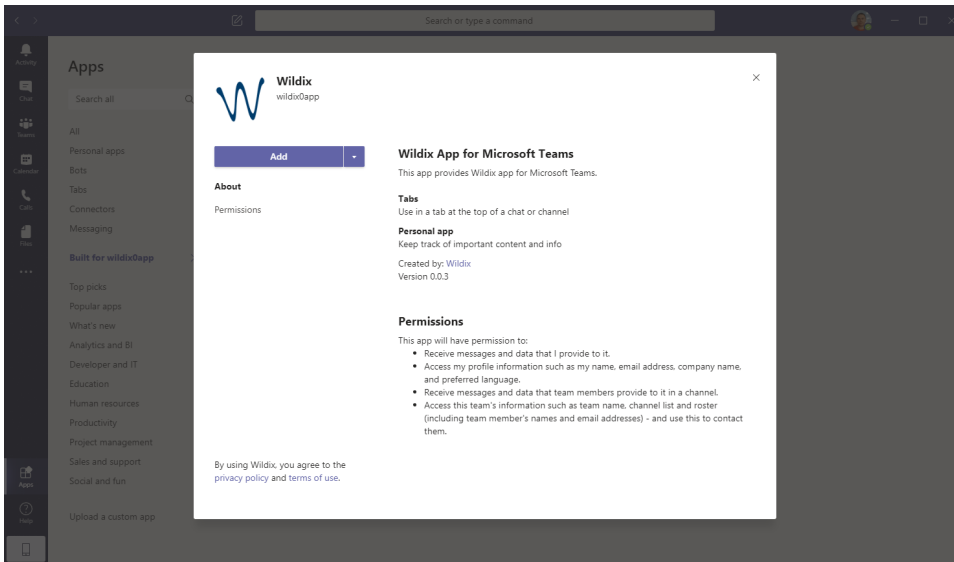 Search or type a command
Activity
Chat
Teams
Calendar
Calls
Files
Apps
Help
Apps
Search all
All
Personal apps
Bots
Tabs
Connectors
Messaging
Built for wildix0app
Top picks
Popular apps
What's new
Analytics and BI
Developer and IT
Education
Human resources
Productivity
Project management
Sales and support
Social and fun
Upload a custom app
W
Wildix
wildix0app
Add
About
Permissions
By using Wildix, you agree to the
privacy policy and terms of use.
Wildix App for Microsoft Teams
This app provides Wildix app for Microsoft Teams.
Tabs
Use in a tab at the top of a chat or channel
Personal app
Keep track of important content and info
Created by: Wildix
Version 0.0.3
Permissions
This app will have permission to:
• Receive messages and data that I provide to it.
• Access my profile information such as my name, email address, company name,
and preferred language.
• Receive messages and data that team members provide to it in a channel.
• Access this team's information such as team name, channel list and roster
(including team member's names and email addresses) - and use this to contact
them.